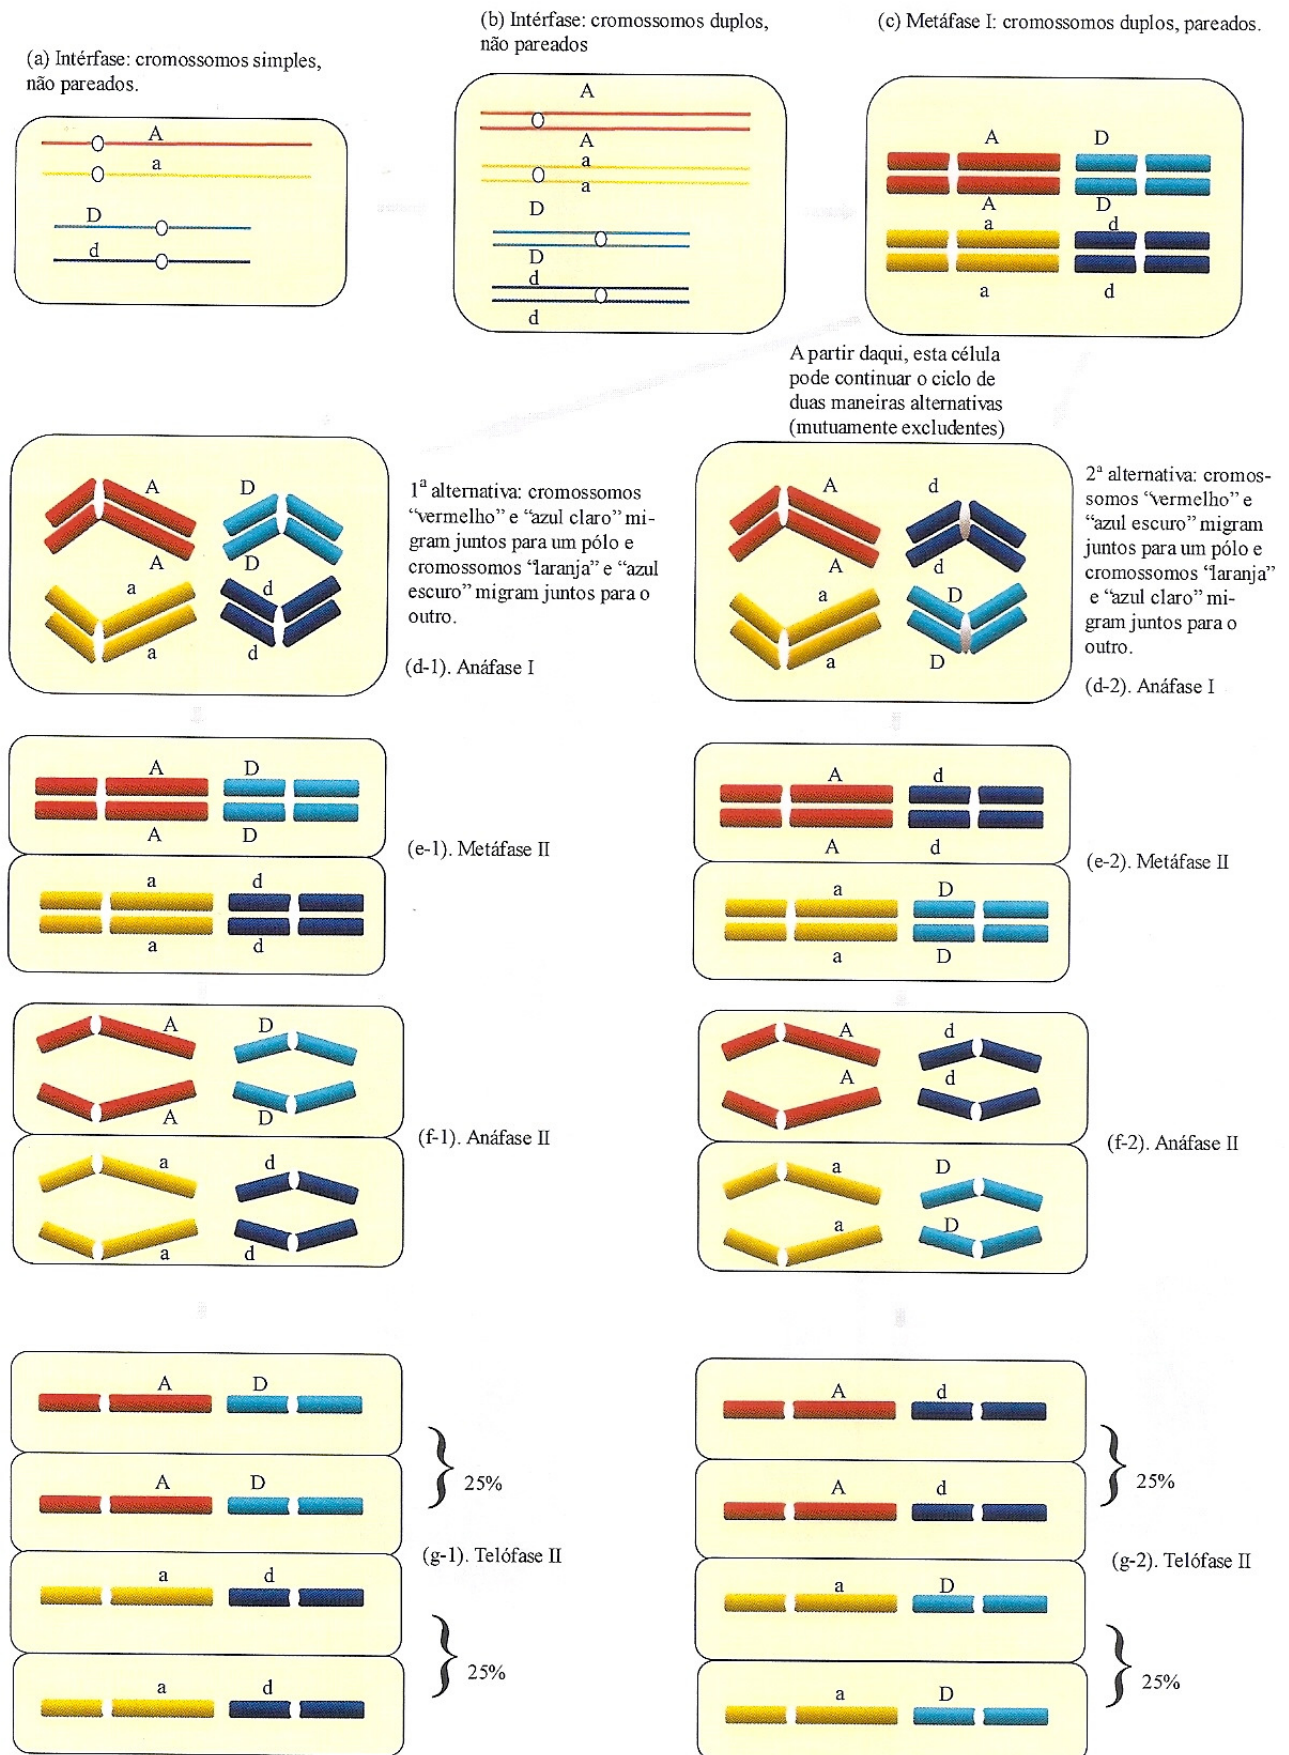 (a) Intérfase: cromossomos simples,
não pareados.
(b) Intérfase: cromossomos duplos,
não pareados
(c) Metáfase I: cromossomos duplos, pareados.
A
a
D
d
A
A
a
a
D
D
d
d
A D
A D
a d
a d
A partir daqui, esta célula
pode continuar o ciclo de
duas maneiras alternativas
(mutuamente excludentes)
A D
A D
a d
a d
1ª alternativa: cromossomos
“vermelho” e “azul claro” mi-
gram juntos para um pólo e
cromossomos “laranja” e “azul
escuro” migram juntos para o
outro.
(d-1). Anáfase I
A d
A d
a D
a D
2ª alternativa: cromos-
somos “vermelho” e
“azul escuro” migram
juntos para um pólo e
cromossomos “laranja”
e “azul claro” mi-
gram juntos para o
outro.
(d-2). Anáfase I
A D
A D
a d
a d
(e-1). Metáfase II
A d
A d
a D
a D
(e-2). Metáfase II
A D
A D
a d
a d
(f-1). Anáfase II
A d
A d
a D
a D
(f-2). Anáfase II
A D
A D
25%
(g-1). Telófase II
a d
a d
25%
A d
A d
25%
(g-2). Telófase II
a D
a D
25%